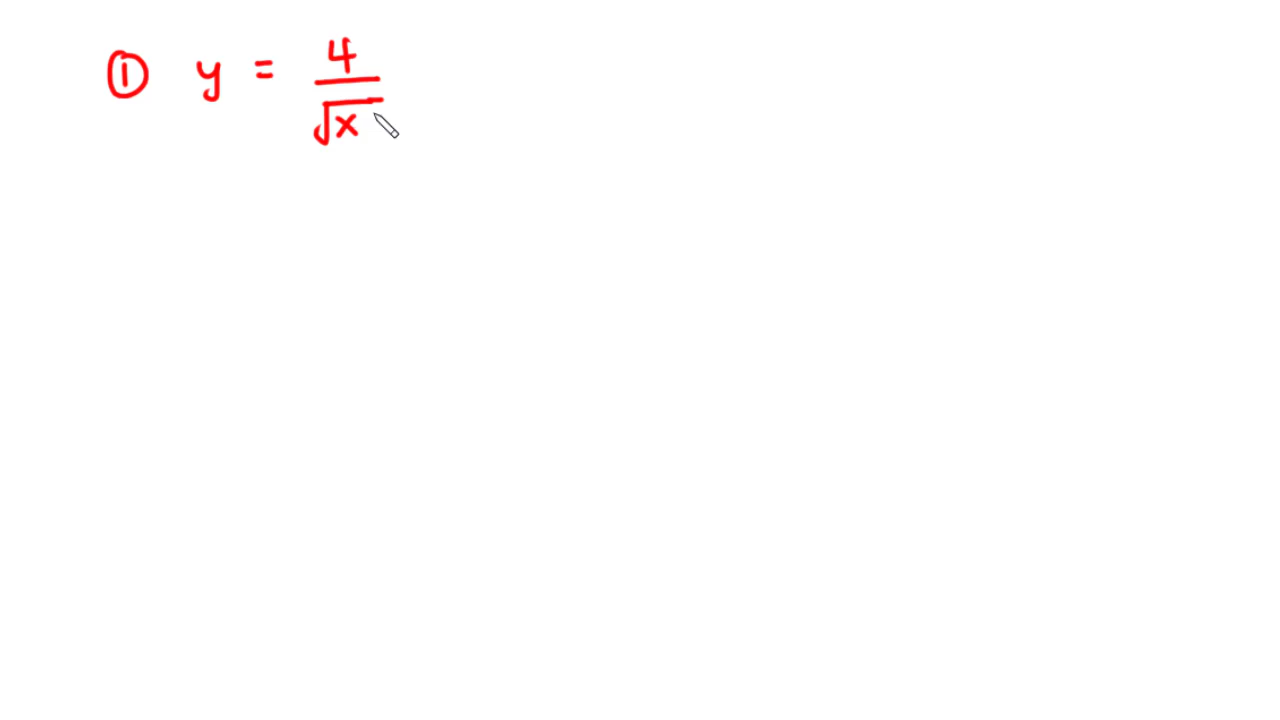 ① y = 4/√x